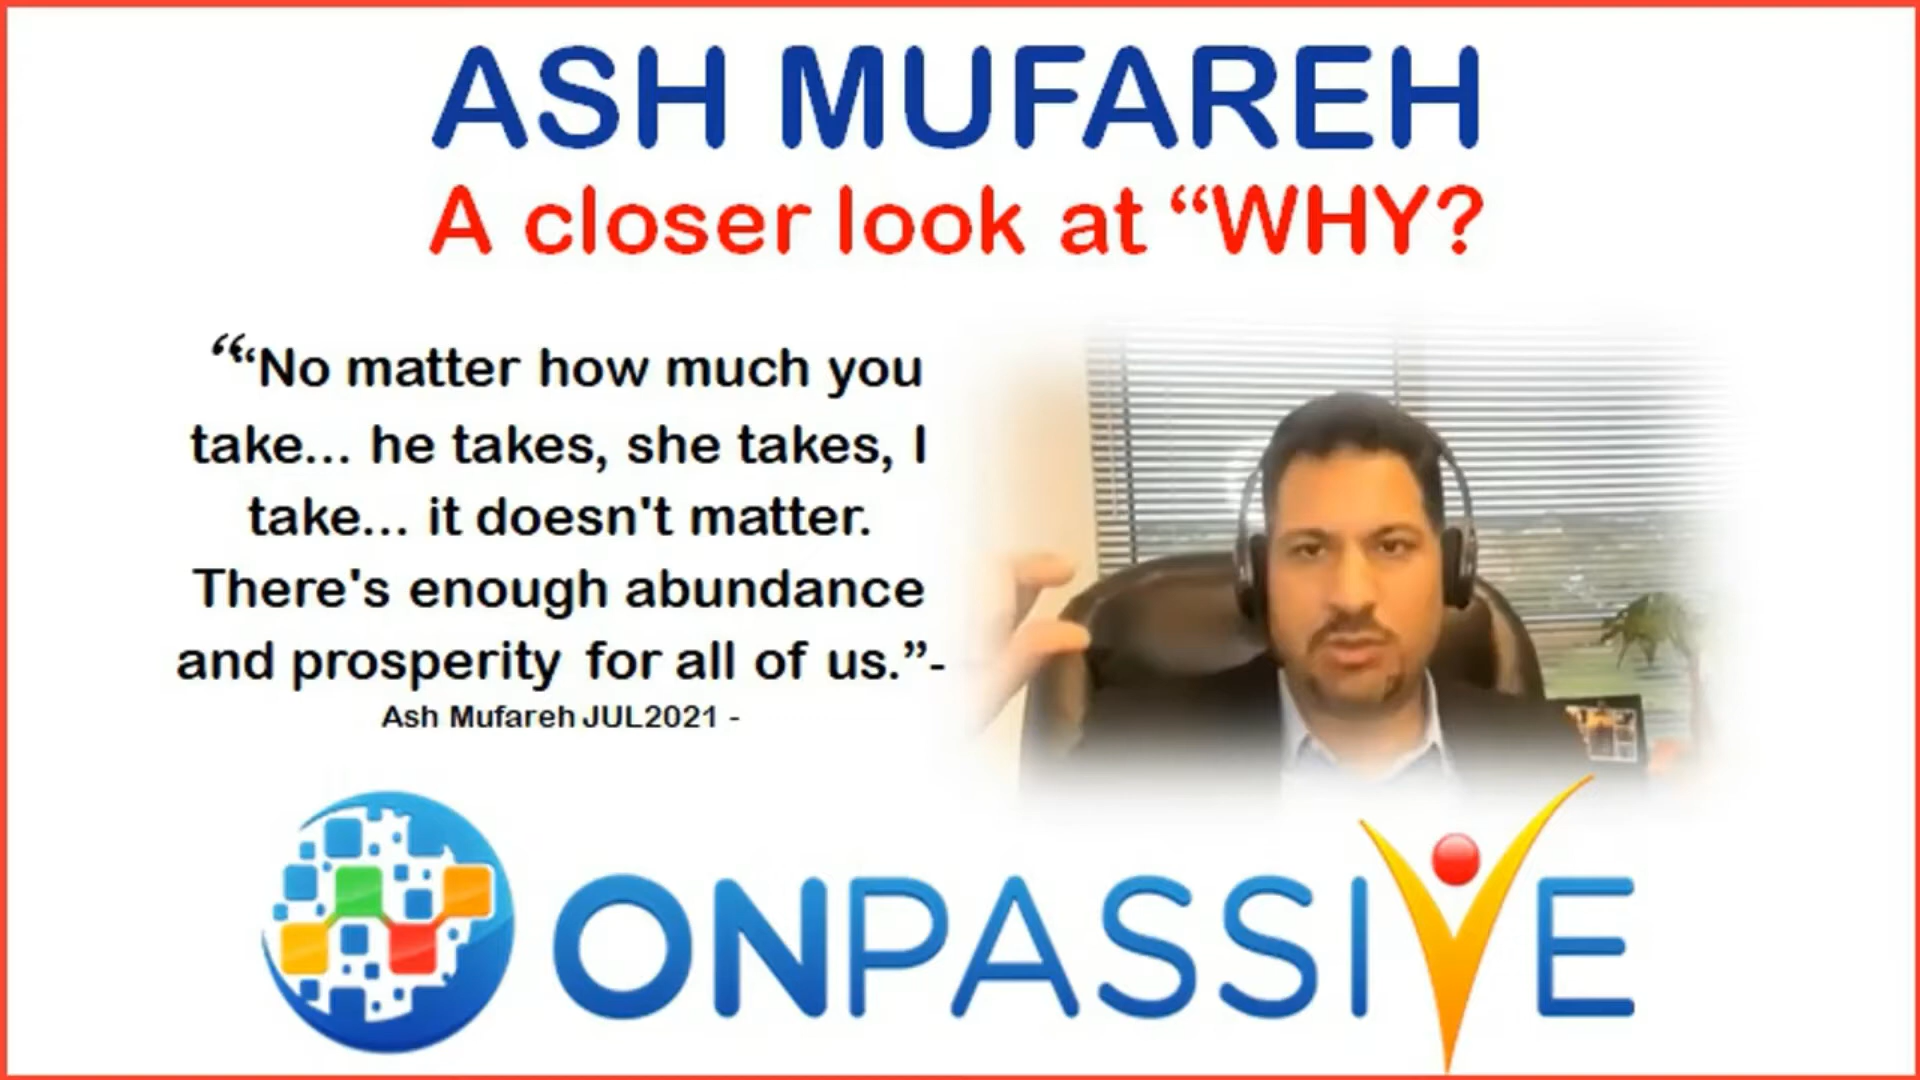 ASH MUFAREH
A closer look at “WHY?
““No matter how much you
take... he takes, she takes, I
take... it doesn't matter.
There's enough abundance
and prosperity for all of us.”-
Ash Mufareh JUL2021 -
ONPASSIVE